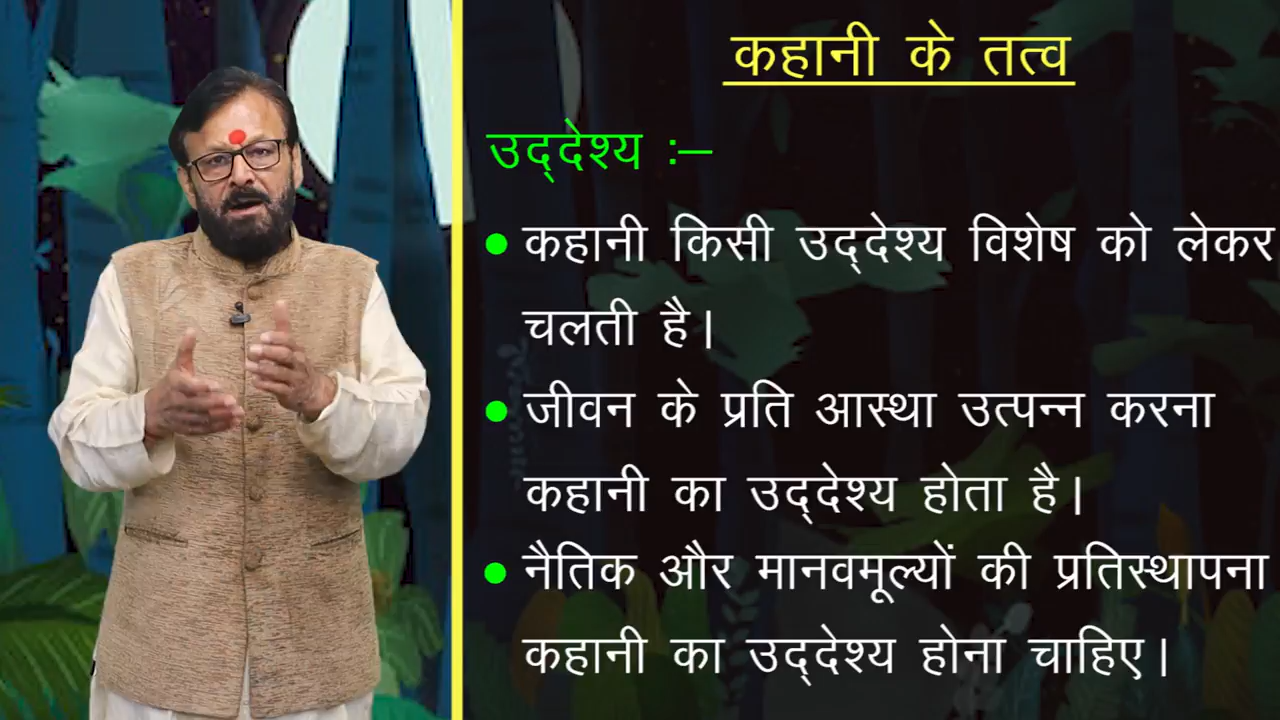 कहानी के तत्व
उद्‌देश्य :–
• कहानी किसी उद्‌देश्य विशेष को लेकर
चलती है।
• जीवन के प्रति आस्था उत्पन्न करना
कहानी का उद्‌देश्य होता है।
• नैतिक और मानवमूल्यों की प्रतिस्थापना
कहानी का उद्‌देश्य होना चाहिए।